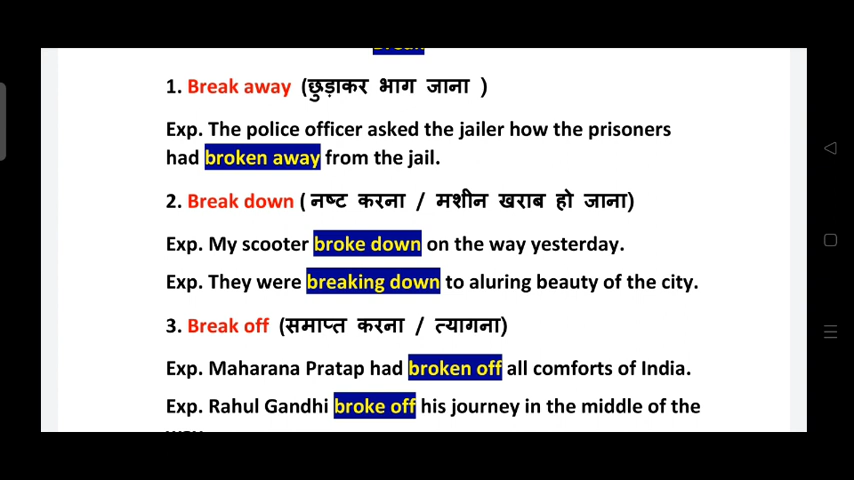 Break
1. Break away (छुड़ाकर भाग जाना )
Exp. The police officer asked the jailer how the prisoners
had broken away from the jail.
2. Break down ( नष्ट करना / मशीन खराब हो जाना)
Exp. My scooter broke down on the way yesterday.
Exp. They were breaking down to aluring beauty of the city.
3. Break off (समाप्त करना / त्यागना)
Exp. Maharana Pratap had broken off all comforts of India.
Exp. Rahul Gandhi broke off his journey in the middle of the